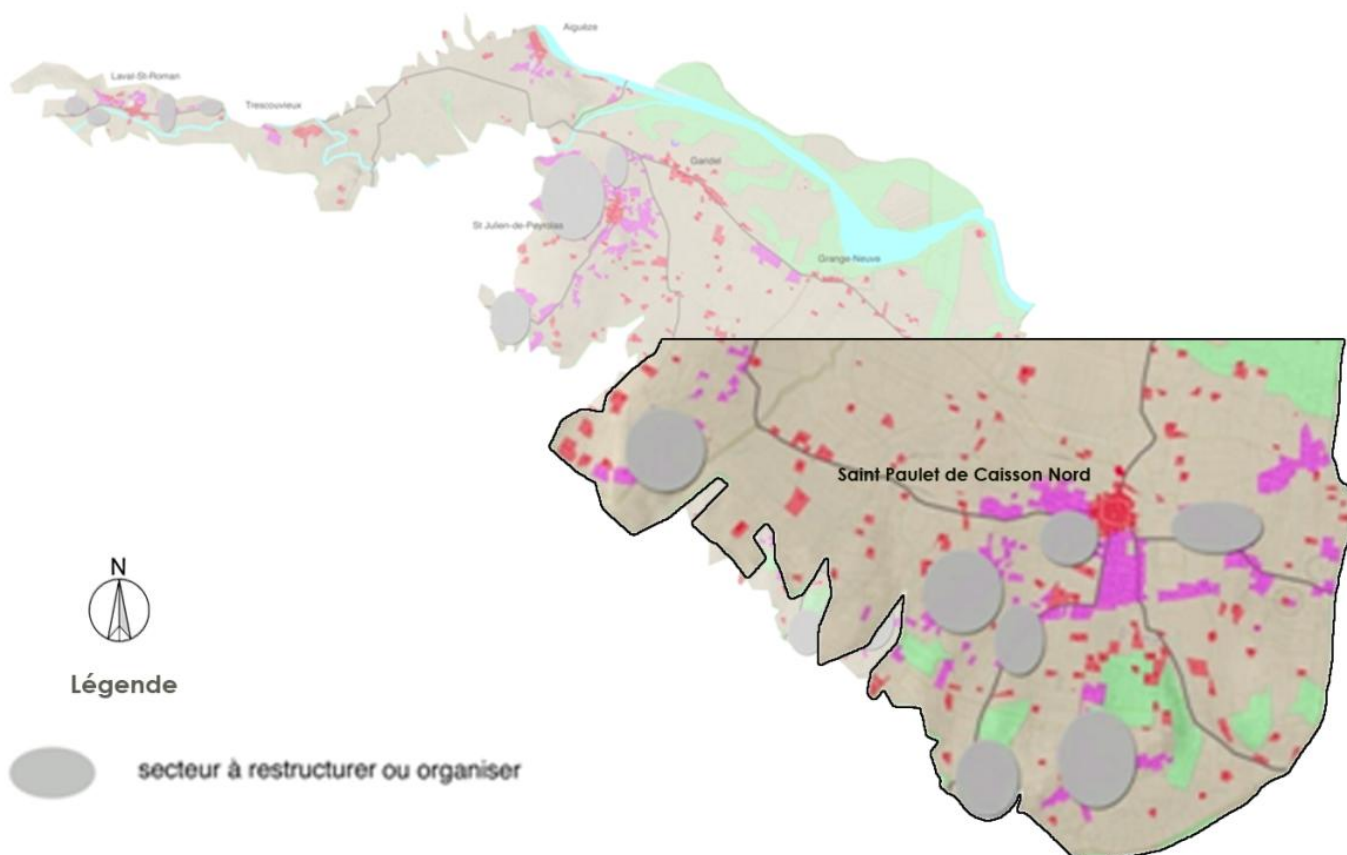 Aiguèze
Laval-St-Roman
Trescouvieux
Gandel
St Julien-de-Peyrolas
Grange-Neuve
Saint Paulet de Caisson Nord
N
Légende
secteur à restructurer ou organiser